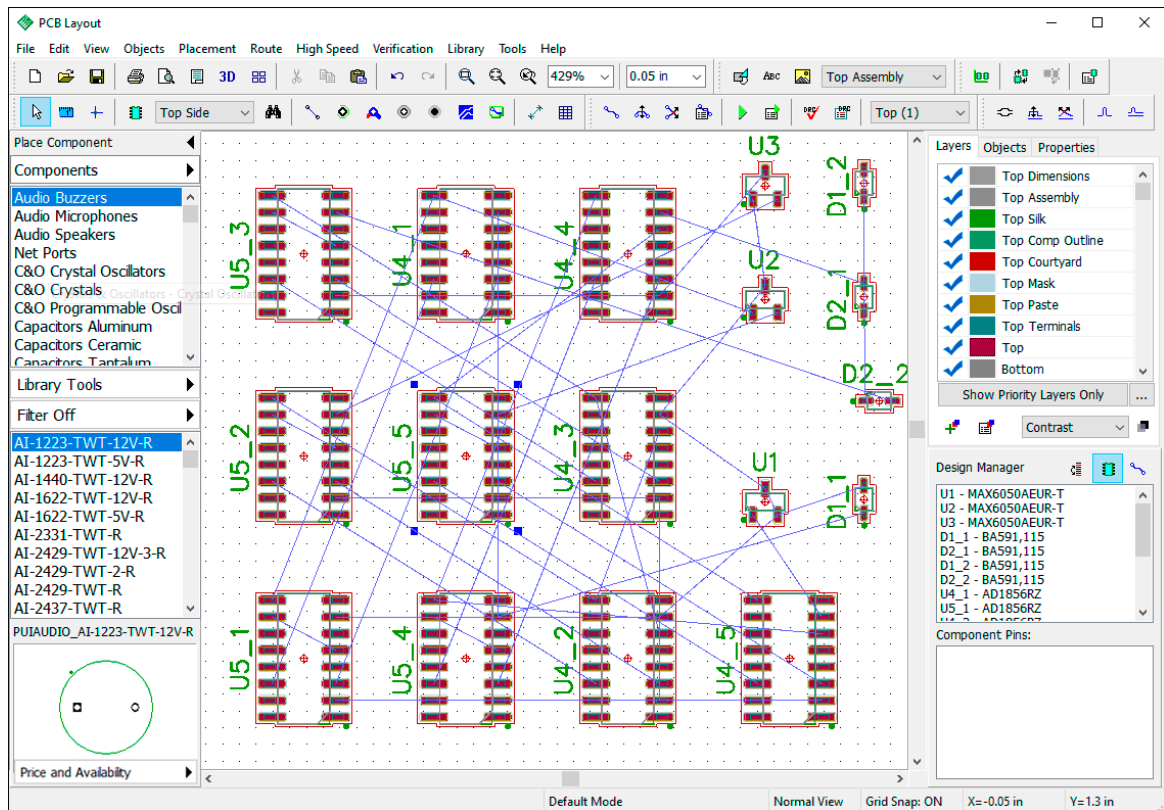 PCB Layout
File Edit View Objects Placement Route High Speed Verification Library Tools Help
3D 429% 0.05 in ABC Top Assembly
Top Side DRC DRC Top (1)
Place Component
Components
Audio Buzzers
Audio Microphones
Audio Speakers
Net Ports
C&O Crystal Oscillators
C&O Crystals
C&O Programmable Oscil
Capacitors Aluminum
Capacitors Ceramic
Capacitors Tantalum
Library Tools
Filter Off
AI-1223-TWT-12V-R
AI-1223-TWT-5V-R
AI-1440-TWT-12V-R
AI-1622-TWT-12V-R
AI-1622-TWT-5V-R
AI-2331-TWT-R
AI-2429-TWT-12V-3-R
AI-2429-TWT-2-R
AI-2429-TWT-R
AI-2437-TWT-R
PUIAUDIO_AI-1223-TWT-12V-R
Price and Availability
U5_3
U4_1
U4_4
U3
D1_2
U2
D2_1
D2_2
U5_2
U5_5
U4_3
U1
D1_1
U5_1
U5_4
U4_2
U4_5
Layers Objects Properties
Top Dimensions
Top Assembly
Top Silk
Top Comp Outline
Top Courtyard
Top Mask
Top Paste
Top Terminals
Top
Bottom
Show Priority Layers Only ...
Contrast
Design Manager
U1 - MAX6050AEUR-T
U2 - MAX6050AEUR-T
U3 - MAX6050AEUR-T
D1_1 - BA591,115
D2_1 - BA591,115
D1_2 - BA591,115
D2_2 - BA591,115
U4_1 - AD1856RZ
U5_1 - AD1856RZ
U4_2 - AD1856RZ
Component Pins:
Default Mode Normal View Grid Snap: ON X=-0.05 in Y=1.3 in